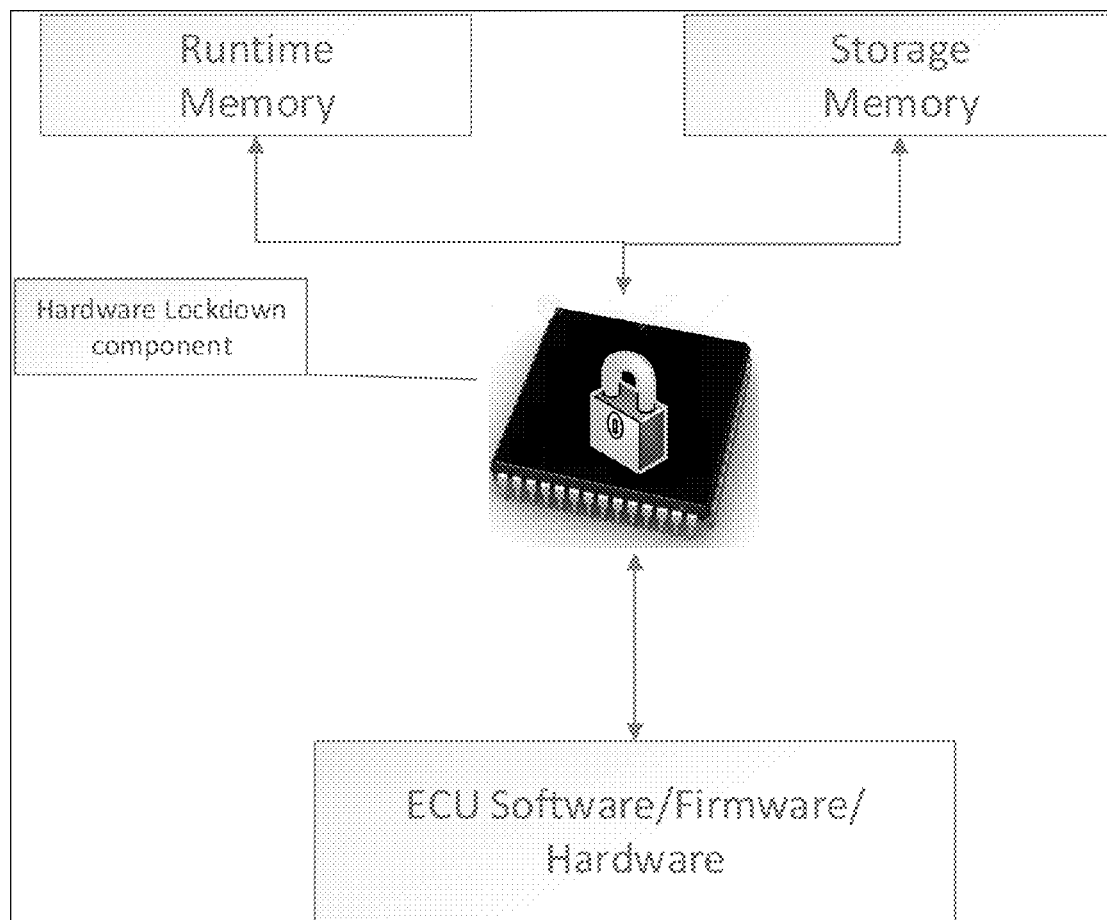 Runtime
Memory
Storage
Memory
Hardware Lockdown
component
ECU Software/Firmware/
Hardware